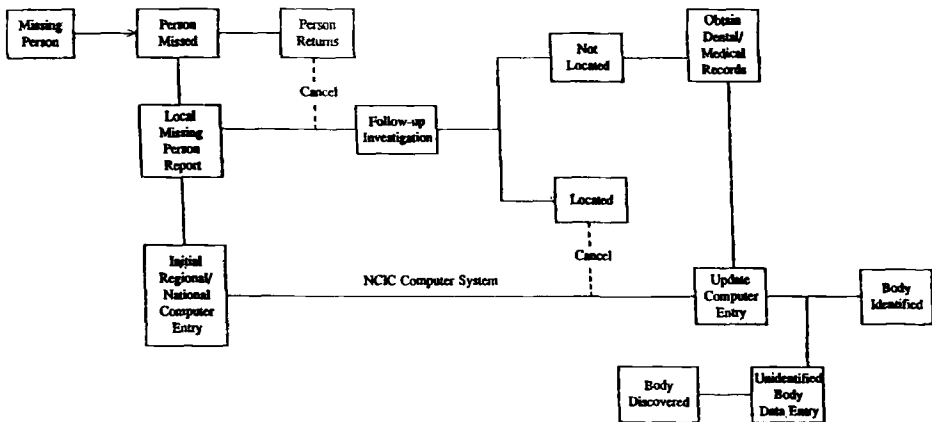 Missing
Person
Person
Missed
Person
Returns
Cancel
Not
Located
Obtain
Dental/
Medical
Records
Local
Missing
Person
Report
Follow-up
Investigation
Located
Cancel
Initial
Regional/
National
Computer
Entry
NCIC Computer System
Update
Computer
Entry
Body
Identified
Body
Discovered
Unidentified
Body
Data Entry